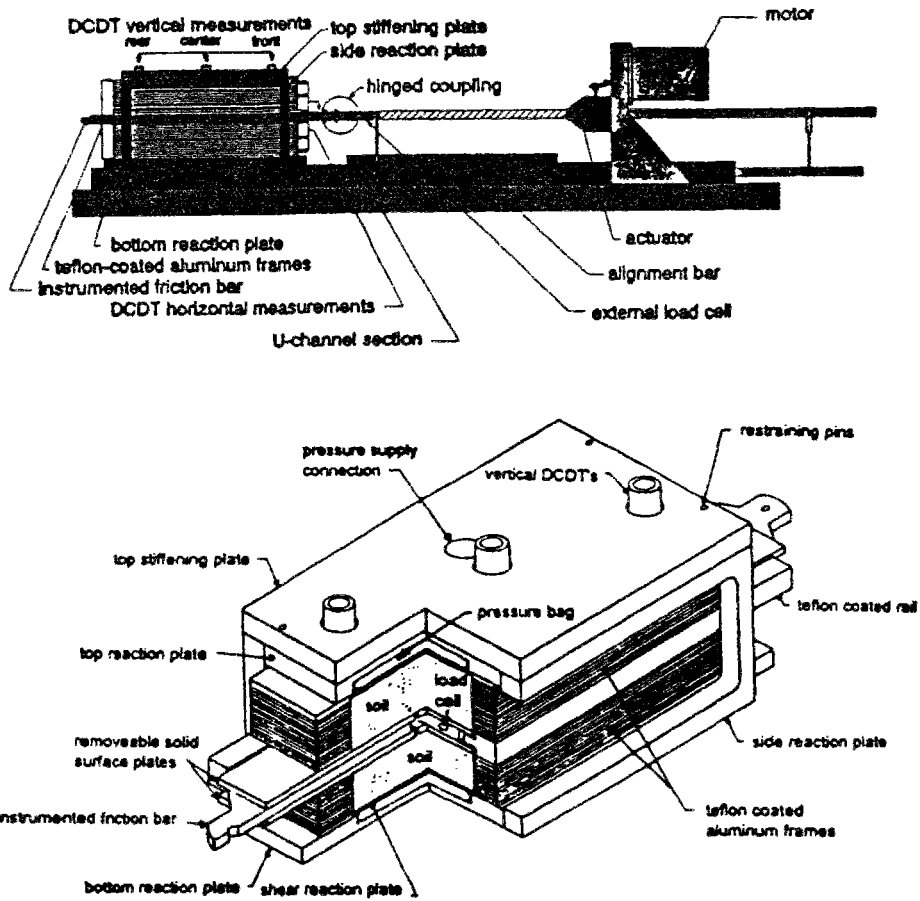 DCDT vertical measurements
rear center front
top stiffening plate
side reaction plate
hinged coupling
motor
bottom reaction plate
teflon-coated aluminum frames
instrumented friction bar
DCDT horizontal measurements
U-channel section
actuator
alignment bar
external load cell
pressure supply
connection
vertical DCDT's
restraining pins
top stiffening plate
pressure bag
teflon coated rail
top reaction plate
load
cell
soil
soil
removeable solid
surface plates
side reaction plate
instrumented friction bar
teflon coated
aluminum frames
bottom reaction plate
shear reaction plate